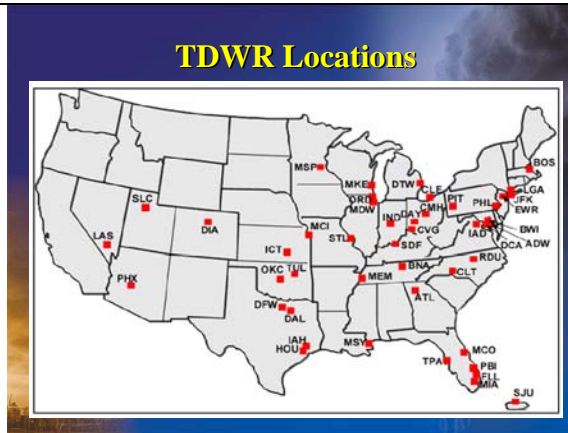 TDWR Locations
MSP
BOS
MKE
DTW
CLE
LGA
ORD
PIT
PHL
JFK
MDW
CMH
EWR
SLC
IND
DAY
DIA
MCI
BWI
STL
CVG
ADW
IAD
DCA
LAS
ICT
SDF
RDU
OKC
TUL
BNA
MEM
CLT
PHX
ATL
DFW
DAL
IAH
HOU
MSY
MCO
TPA
PBI
FLL
MIA
SJU